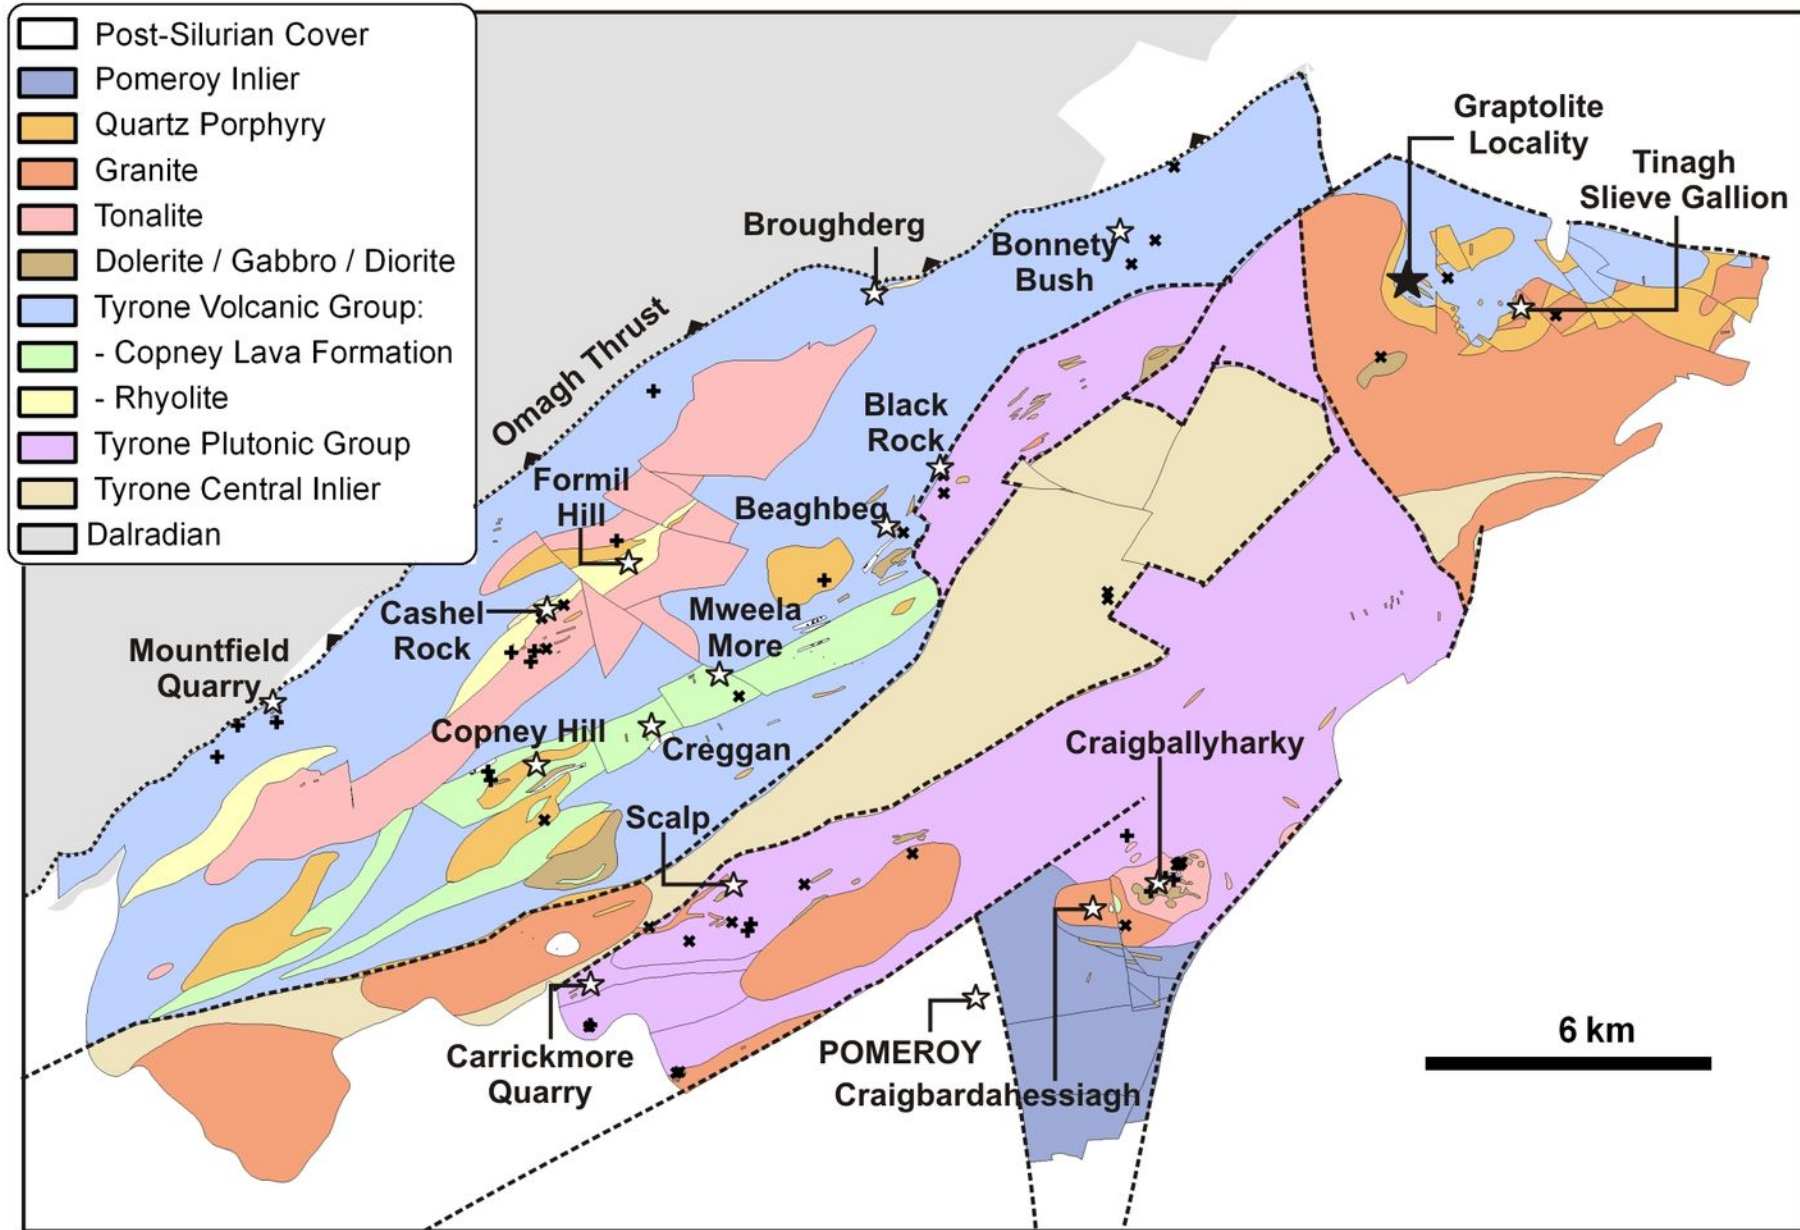 Post-Silurian Cover
Pomeroy Inlier
Quartz Porphyry
Granite
Tonalite
Dolerite / Gabbro / Diorite
Tyrone Volcanic Group:
- Copney Lava Formation
- Rhyolite
Tyrone Plutonic Group
Tyrone Central Inlier
Dalradian
Graptolite
Locality
Tinagh
Slieve Gallion
Broughderg
Bonnety
Bush
Omagh Thrust
Black
Rock
Formil
Hill
Beaghbeg
Cashel
Rock
Mweela
More
Mountfield
Quarry
Copney Hill
Creggan
Craigballyharky
Scalp
Carrickmore
Quarry
POMEROY
Craigbardahessiagh
6 km